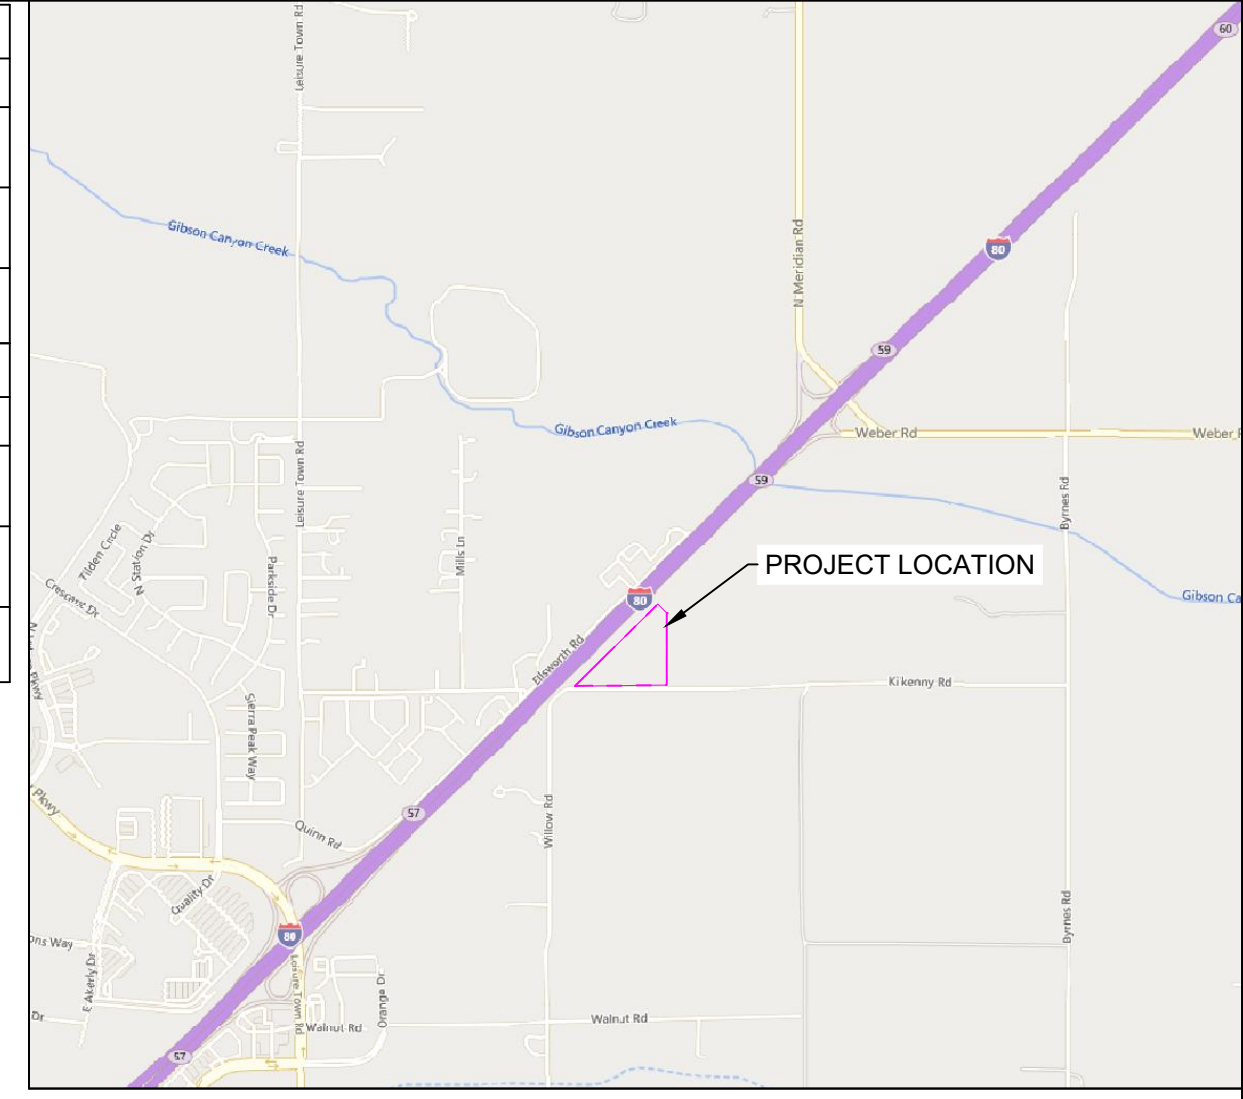 Leisure Town Rd
60
Gibson Canyon Creek
N Meridian Rd
80
59
Gibson Canyon Creek
Weber Rd
Weber
Leisure Town Rd
59
Byrnes Rd
Tilden Circle
N Station Dr
Mills Ln
Parkside Dr
PROJECT LOCATION
Crescent Dr
80
Gibson Ca
Ellsworth Rd
Pkwy
Kilkenny Rd
Sierra Peak Way
Pkwy
57
Willow Rd
Quinn Rd
Quality Dr
80
Byrnes Rd
ons Way
E Akerly Dr
Leisure Town Rd
Orange Dr
Dr
Walnut Rd
Walnut Rd
57